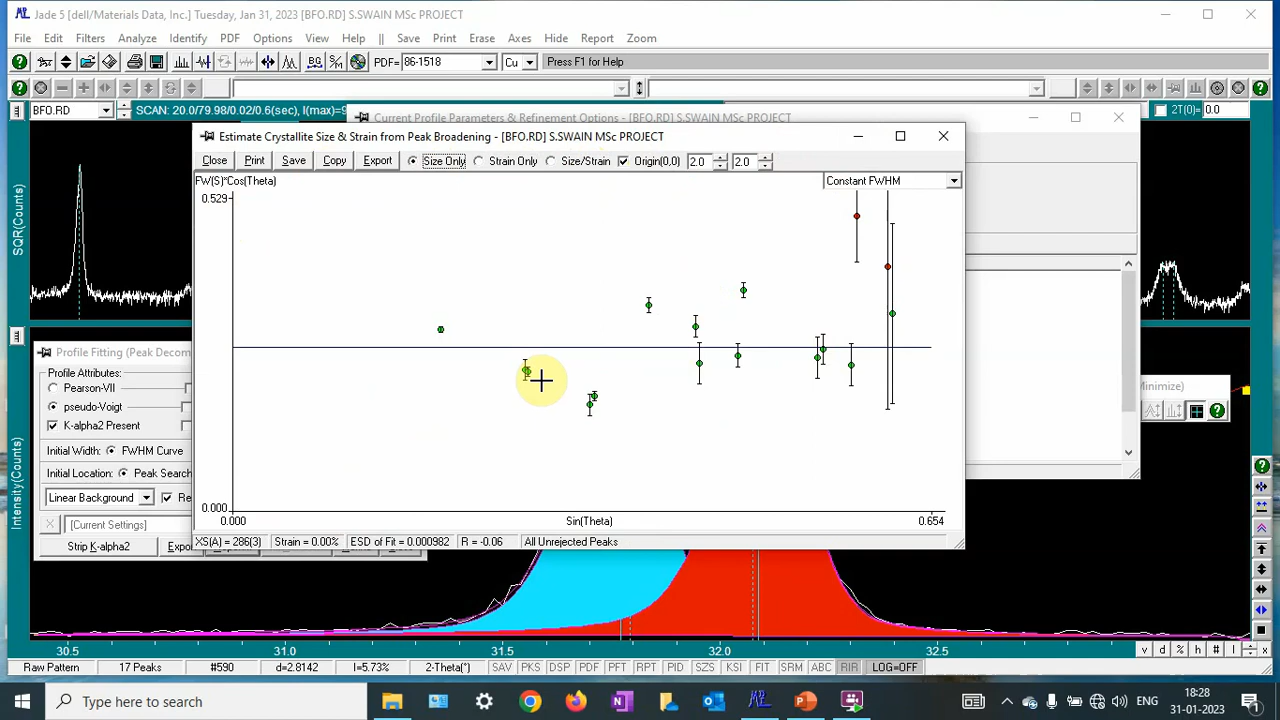 Jade 5 [dell/Materials Data, Inc.] Tuesday, Jan 31, 2023 [BFO.RD] S.SWAIN MSc PROJECT
File Edit Filters Analyze Identify PDF Options View Help || Save Print Erase Axes Hide Report Zoom
PDF= 86-1518 Cu Press F1 for Help
BFO.RD SCAN: 20.0/79.98/0.02/0.6(sec), I(max)=9 Current Profile Parameters & Refinement Options - [BFO.RD] S.SWAIN MSc PROJECT 2T(0)= 0.0
Estimate Crystallite Size & Strain from Peak Broadening - [BFO.RD] S.SWAIN MSc PROJECT
Close Print Save Copy Export Size Only Strain Only Size/Strain Origin(0,0) 2.0 2.0
FW(S)*Cos(Theta) Constant FWHM
0.529
SQR(Counts)
Profile Fitting (Peak Decom
Profile Attributes:
Pearson-VII
pseudo-Voigt
K-alpha2 Present
Initial Width: FWHM Curve
Initial Location: Peak Search
Linear Background Re
[Current Settings]
Strip K-alpha2 Expo
inimize)
Intensity(Counts)
0.000
0.000 Sin(Theta) 0.654
XS(A) = 286(3) Strain = 0.00% ESD of Fit = 0.000982 R = -0.06 All Unrejected Peaks
30.5 31.0 31.5 32.0 32.5 v d % h # l x
Raw Pattern 17 Peaks #590 d=2.8142 I=5.73% 2-Theta(°) SAV PKS DSP PDF PFT RPT PID SZS KSI FIT SRM ABC RIR LOG=OFF
Type here to search
ENG 18:28
31-01-2023 1